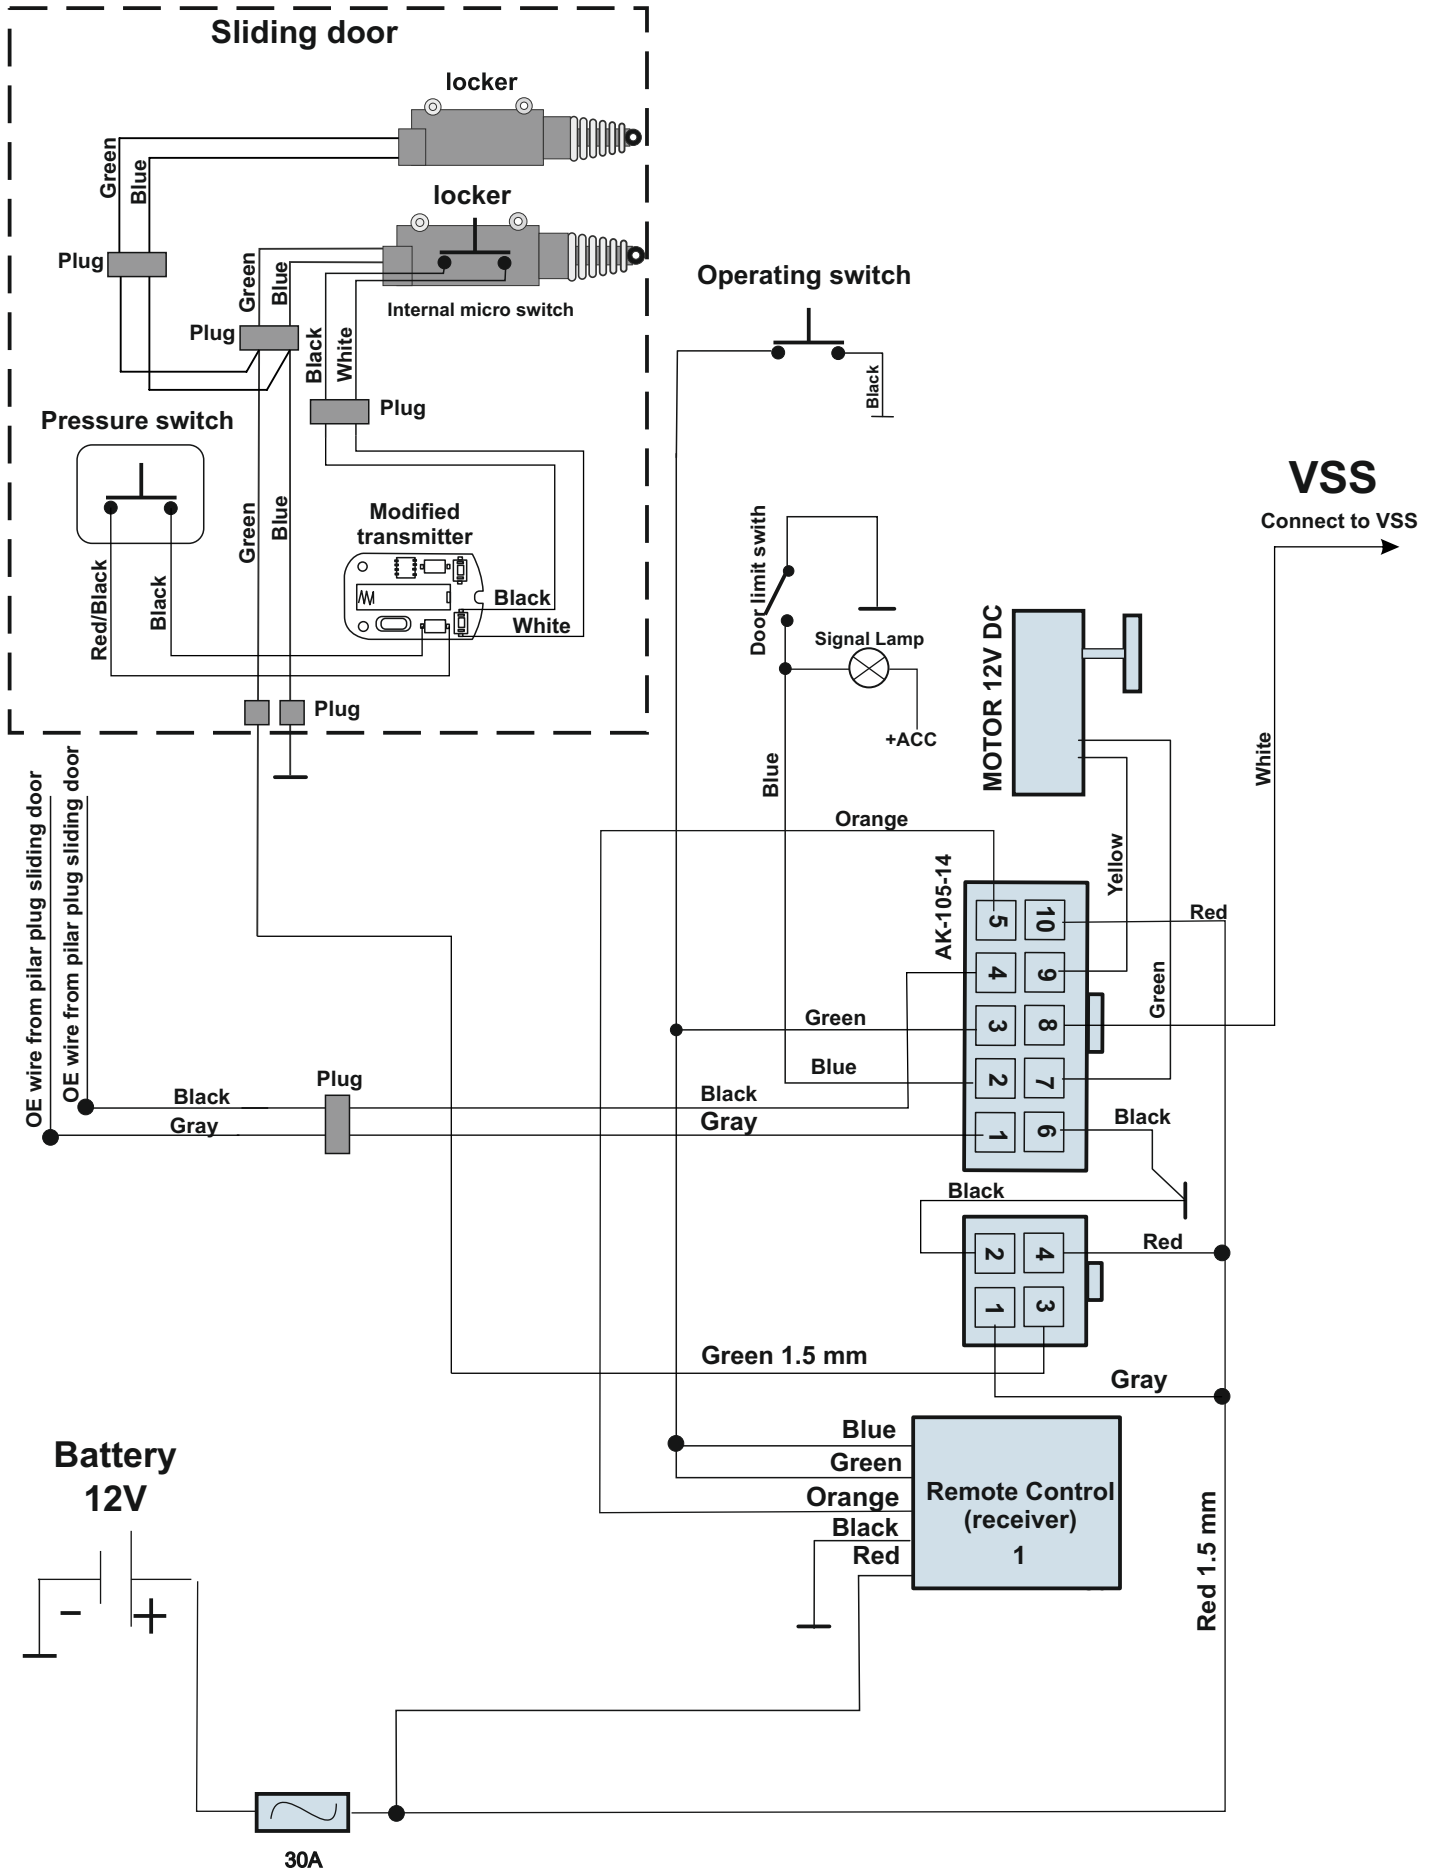 Sliding door
locker
Green
Blue
locker
Plug
Green
Blue
Internal micro switch
Plug
Black
White
Plug
Pressure switch
Green
Blue
Modified
transmitter
Red/Black
Black
Black
White
Plug
Operating switch
Black
VSS
Connect to VSS
Door limit swith
Signal Lamp
+ACC
Blue
MOTOR 12V DC
White
OE wire from pilar plug sliding door
OE wire from pilar plug sliding door
Orange
Yellow
AK-105-14
Red
5
10
4
9
Green
Green
3
8
Blue
2
7
Plug
Black
Black
Gray
Gray
1
6
Black
Black
2
4
Red
1
3
Green 1.5 mm
Gray
Blue
Green
Orange
Black
Red
Remote Control
(receiver)
1
Red 1.5 mm
Battery
12V
-
+
30A